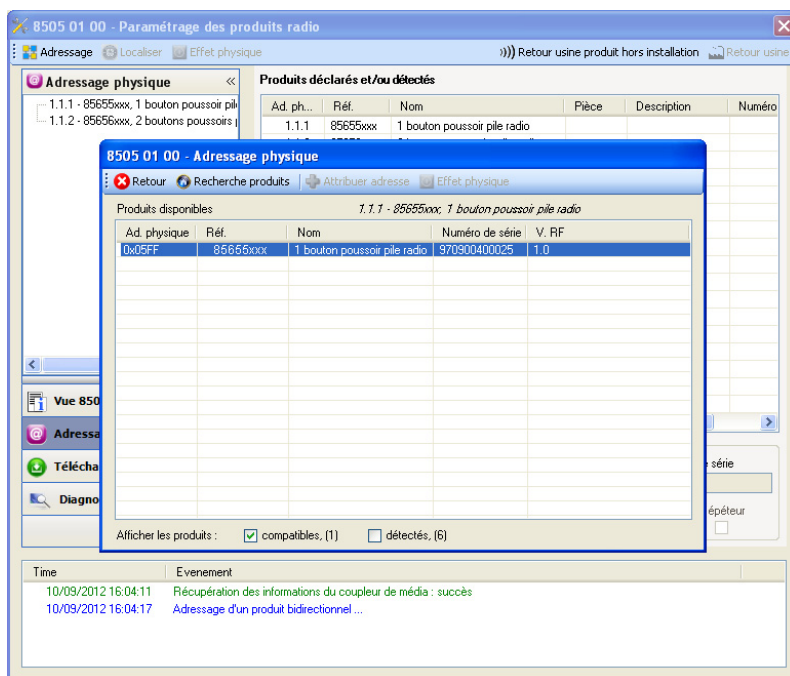 8505 01 00 - Paramétrage des produits radio
Adressage Localiser Effet physique ))) Retour usine produit hors installation Retour usine
Adressage physique «
1.1.1 - 85655xxx, 1 bouton poussoir pile
1.1.2 - 85656xxx, 2 boutons poussoirs
Produits déclarés et/ou détectés
Ad. ph... Réf. Nom Pièce Description Numéro
1.1.1 85655xxx 1 bouton poussoir pile radio
8505 01 00 - Adressage physique
Retour Recherche produits Attribuer adresse Effet physique
Produits disponibles 1.1.1 - 85655xxx, 1 bouton poussoir pile radio
Ad. physique Réf. Nom Numéro de série V. RF
0x05FF 85655xxx 1 bouton poussoir pile radio 970900400025 1.0
Afficher les produits : compatibles, (1) détectés, (6)
Vue 850
Adressa
Télécha
Diagno
série
épéteur
Time Evenement
10/09/2012 16:04:11 Récupération des informations du coupleur de média : succès
10/09/2012 16:04:17 Adressage d'un produit bidirectionnel ...